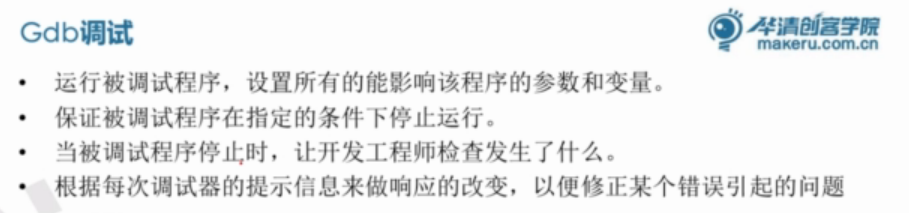 Gdb调试
华清创客学院
makeru.com.cn
• 运行被调试程序，设置所有的能影响该程序的参数和变量。
• 保证被调试程序在指定的条件下停止运行。
• 当被调试程序停止时，让开发工程师检查发生了什么。
• 根据每次调试器的提示信息来做响应的改变，以便修正某个错误引起的问题